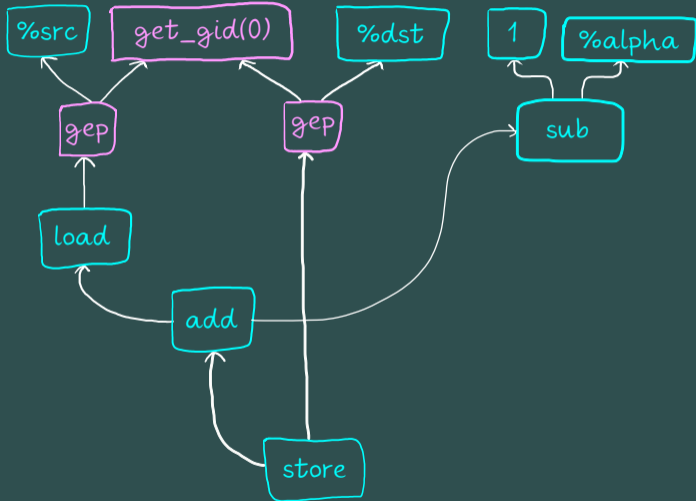 %src
get_gid(0)
%dst
1
%alpha
gep
gep
sub
load
add
store